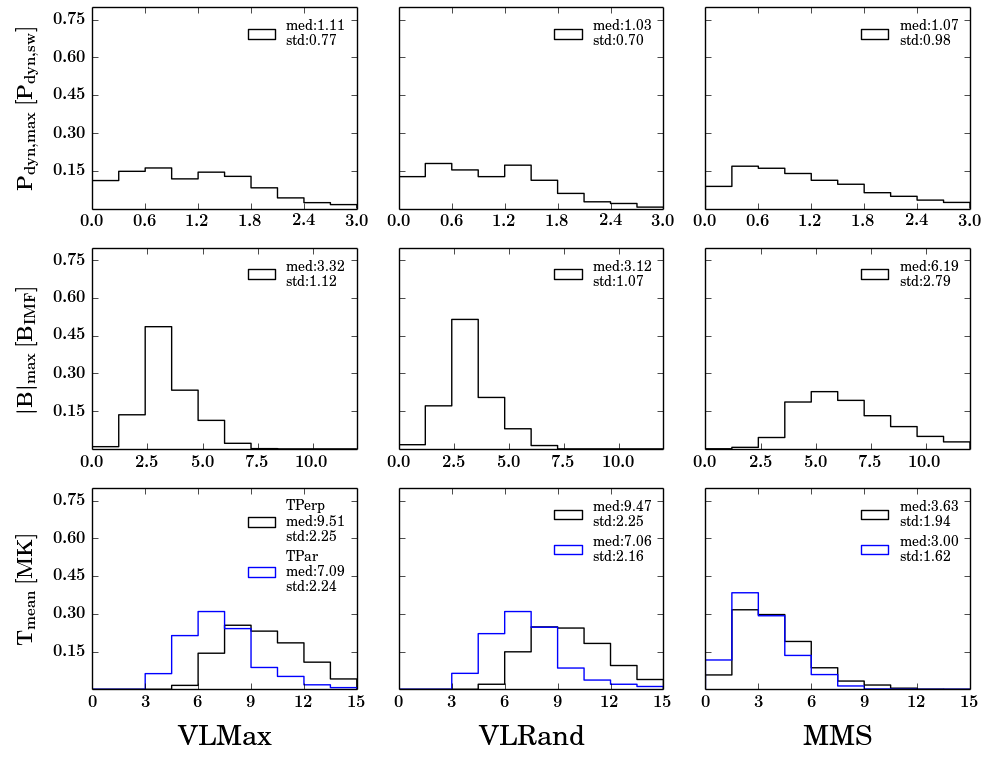 P_dyn,max [P_dyn,sw]
0.75
0.60
0.45
0.30
0.15
med:1.11
std:0.77
0.0 0.6 1.2 1.8 2.4 3.0
med:1.03
std:0.70
0.0 0.6 1.2 1.8 2.4 3.0
med:1.07
std:0.98
0.0 0.6 1.2 1.8 2.4 3.0
|B|_max [B_IMF]
0.75
0.60
0.45
0.30
0.15
med:3.32
std:1.12
0.0 2.5 5.0 7.5 10.0
med:3.12
std:1.07
0.0 2.5 5.0 7.5 10.0
med:6.19
std:2.79
0.0 2.5 5.0 7.5 10.0
T_mean [MK]
0.75
0.60
0.45
0.30
0.15
TPerp
med:9.51
std:2.25
TPar
med:7.09
std:2.24
0 3 6 9 12 15
med:9.47
std:2.25
med:7.06
std:2.16
0 3 6 9 12 15
med:3.63
std:1.94
med:3.00
std:1.62
0 3 6 9 12 15
VLMax VLRand MMS